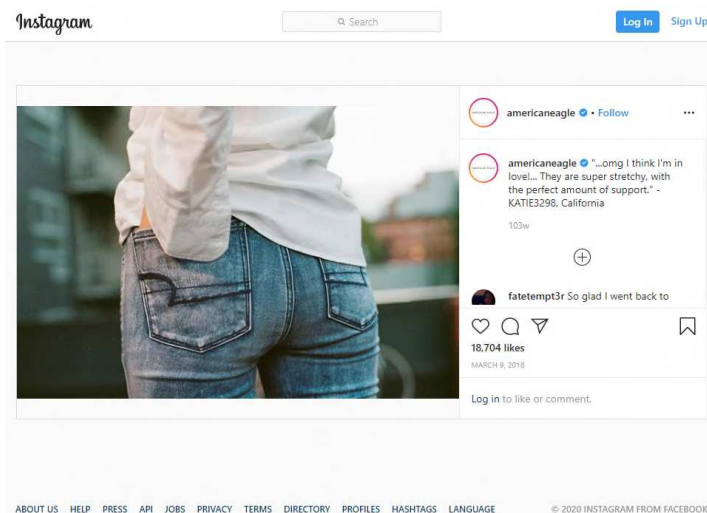 Instagram
Search
Log In
Sign Up
americaneagle • Follow
americaneagle "...omg I think I'm in
love!... They are super stretchy, with
the perfect amount of support." -
KATIE3298, California
103w
fatetempt3r So glad I went back to
18,704 likes
MARCH 9, 2018
Log in to like or comment.
ABOUT US HELP PRESS API JOBS PRIVACY TERMS DIRECTORY PROFILES HASHTAGS LANGUAGE
© 2020 INSTAGRAM FROM FACEBOOK